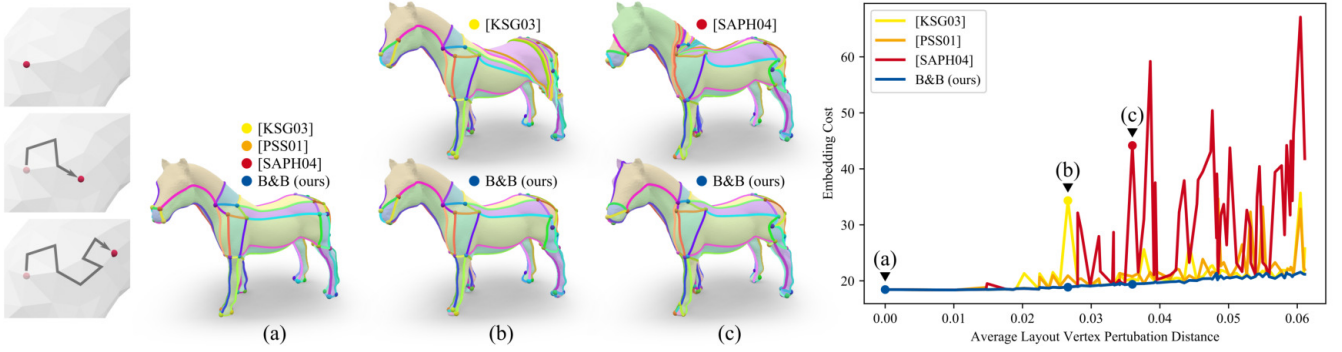 [KSG03]
[SAPH04]
[KSG03]
[PSS01]
[SAPH04]
B&B (ours)
B&B (ours)
B&B (ours)
(a)
(b)
(c)
[KSG03]
[PSS01]
[SAPH04]
B&B (ours)
(a)
(b)
(c)
Embedding Cost
60
50
40
30
20
0.00
0.01
0.02
0.03
0.04
0.05
0.06
Average Layout Vertex Pertubation Distance